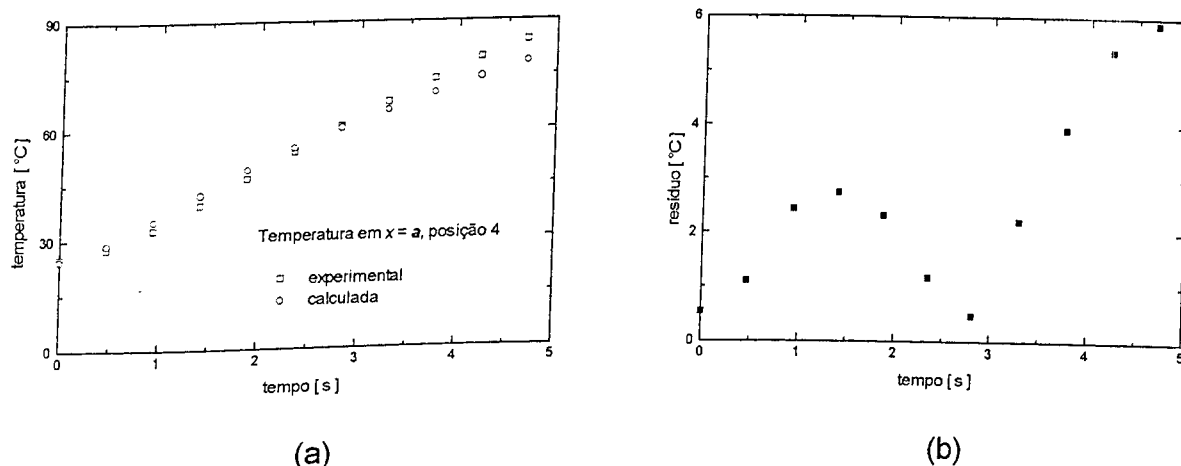 90
60
30
0
temperatura [ °C]
Temperatura em x = a, posição 4
experimental
calculada
0 1 2 3 4 5
tempo [ s ]
(a)
6
4
2
0
resíduo [ °C]
0 1 2 3 4 5
tempo [ s ]
(b)